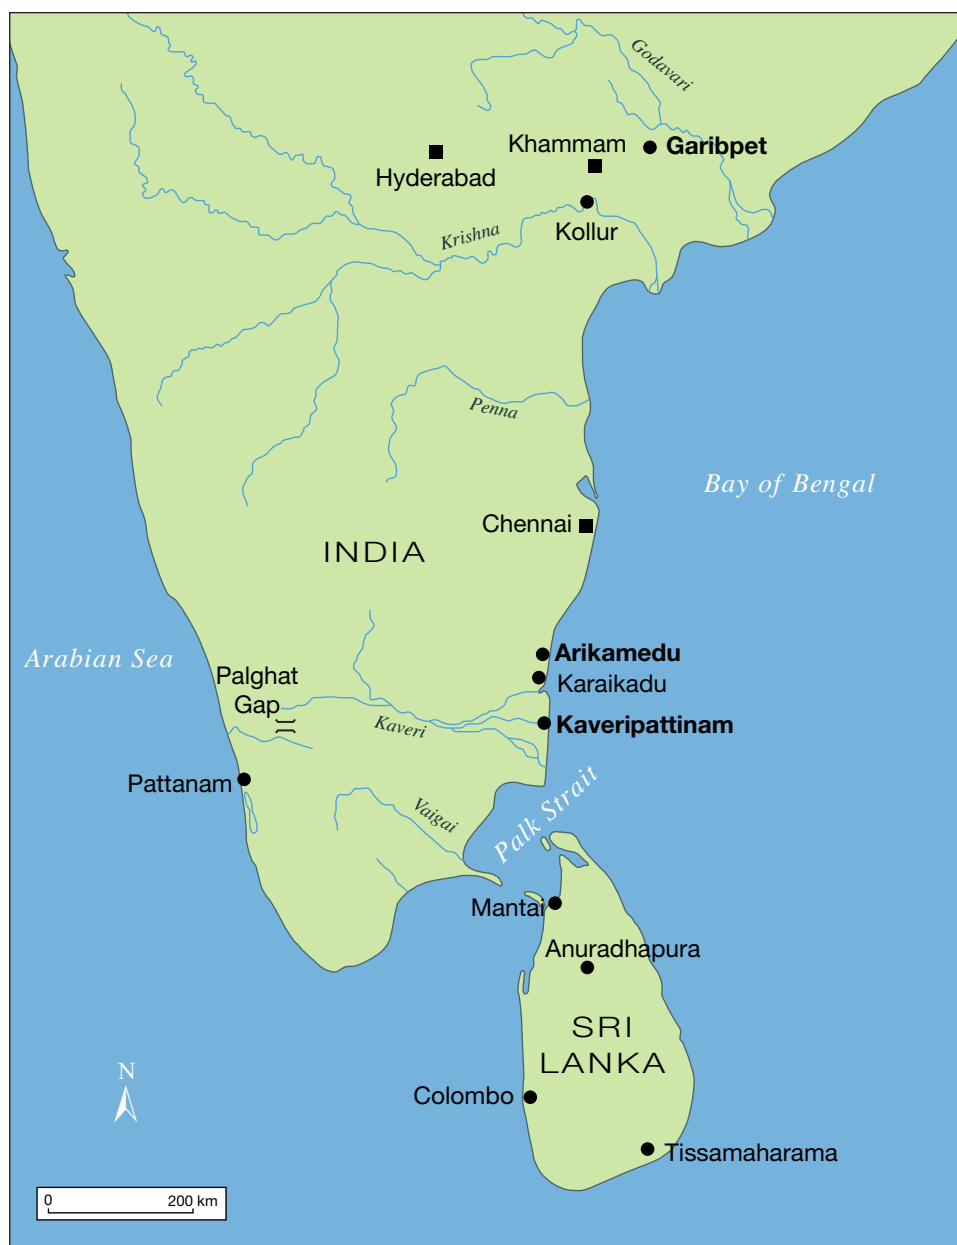 Godavari
Khammam
Garibpet
Hyderabad
Kollur
Krishna
Penna
Bay of Bengal
Chennai
INDIA
Arabian Sea
Arikamedu
Palghat
Gap
Karaikadu
Kaveri
Kaveripattinam
Pattanam
Palk Strait
Vaigai
Mantai
Anuradhapura
SRI
LANKA
N
Colombo
Tissamaharama
0 200 km